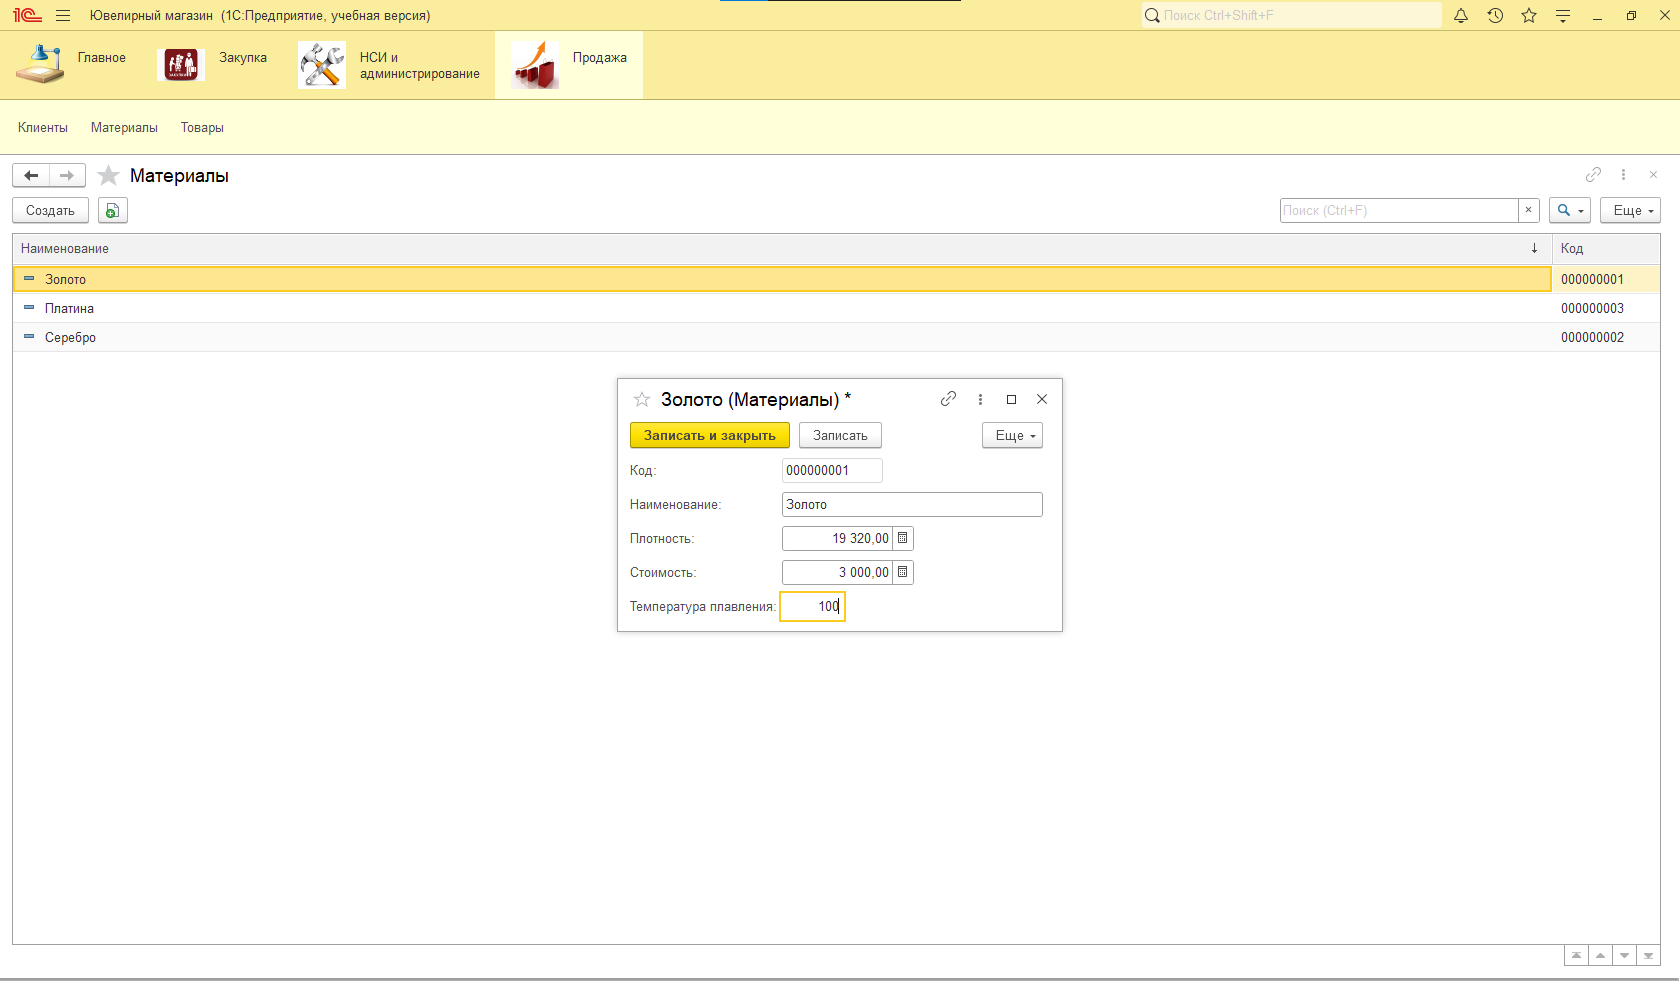 1С Ювелирный магазин (1С:Предприятие, учебная версия) Поиск Ctrl+Shift+F
Главное Закупка НСИ и администрирование Продажа
ЗАКУПКИ
Клиенты Материалы Товары
Материалы
Создать Поиск (Ctrl+F) × Еще
Наименование Код
Золото 000000001
Платина 000000003
Серебро 000000002
Золото (Материалы) *
Записать и закрыть Записать Еще
Код: 000000001
Наименование: Золото
Плотность: 19 320,00
Стоимость: 3 000,00
Температура плавления: 100